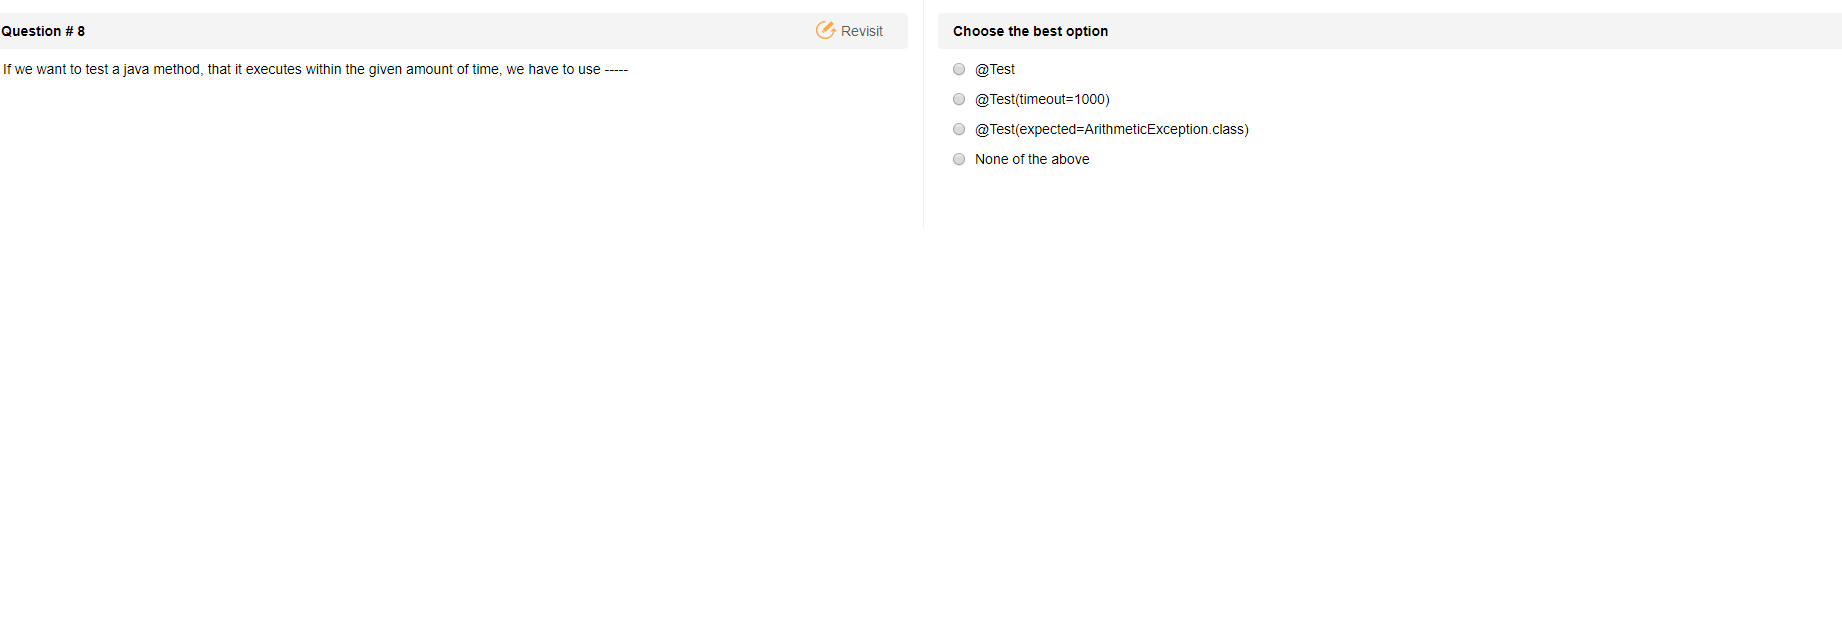 Question # 8
Revisit
If we want to test a java method, that it executes within the given amount of time, we have to use -----
Choose the best option
@Test
@Test(timeout=1000)
@Test(expected=ArithmeticException.class)
None of the above